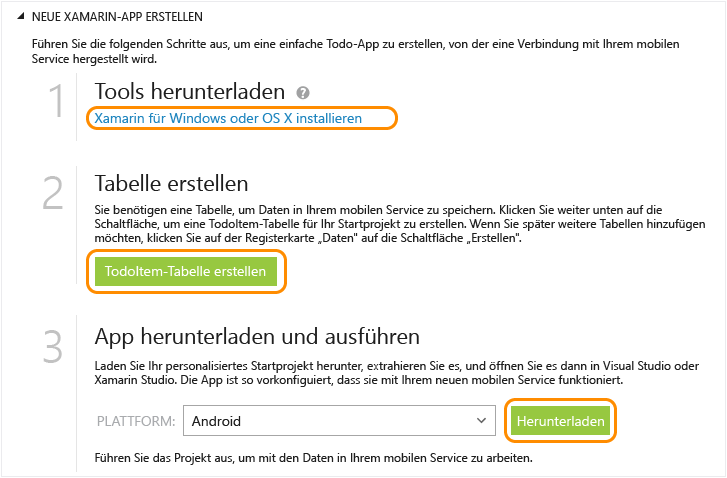 NEUE XAMARIN-APP ERSTELLEN
Führen Sie die folgenden Schritte aus, um eine einfache Todo-App zu erstellen, von der eine Verbindung mit Ihrem mobilen
Service hergestellt wird.
1
Tools herunterladen ?
Xamarin für Windows oder OS X installieren
2
Tabelle erstellen
Sie benötigen eine Tabelle, um Daten in Ihrem mobilen Service zu speichern. Klicken Sie weiter unten auf die
Schaltfläche, um eine TodoItem-Tabelle für Ihr Startprojekt zu erstellen. Wenn Sie später weitere Tabellen hinzufügen
möchten, klicken Sie auf der Registerkarte „Daten" auf die Schaltfläche „Erstellen".
TodoItem-Tabelle erstellen
3
App herunterladen und ausführen
Laden Sie Ihr personalisiertes Startprojekt herunter, extrahieren Sie es, und öffnen Sie es dann in Visual Studio oder
Xamarin Studio. Die App ist so vorkonfiguriert, dass sie mit Ihrem neuen mobilen Service funktioniert.
PLATTFORM: Android Herunterladen
Führen Sie das Projekt aus, um mit den Daten in Ihrem mobilen Service zu arbeiten.